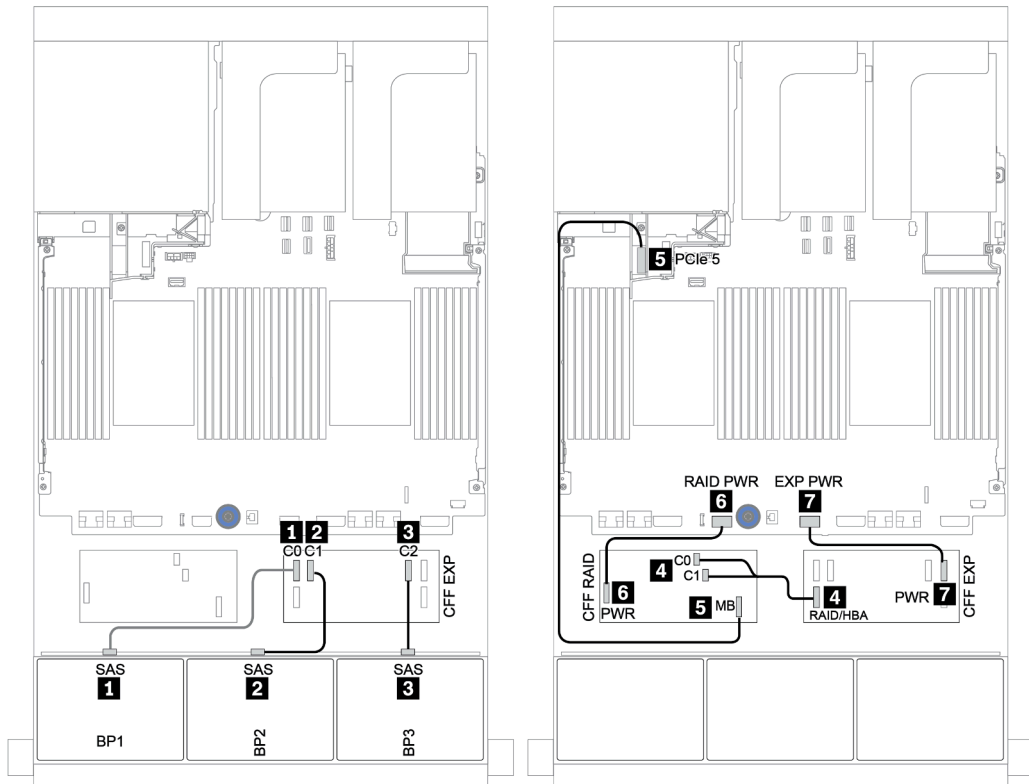 1 2 3
C0 C1 C2
CFF EXP
SAS SAS SAS
1 2 3
BP1 BP2 BP3
5 PCIe 5
RAID PWR EXP PWR
6 7
CFF RAID
4 C0
C1
6
PWR
5 MB
4
RAID/HBA
PWR 7
CFF EXP